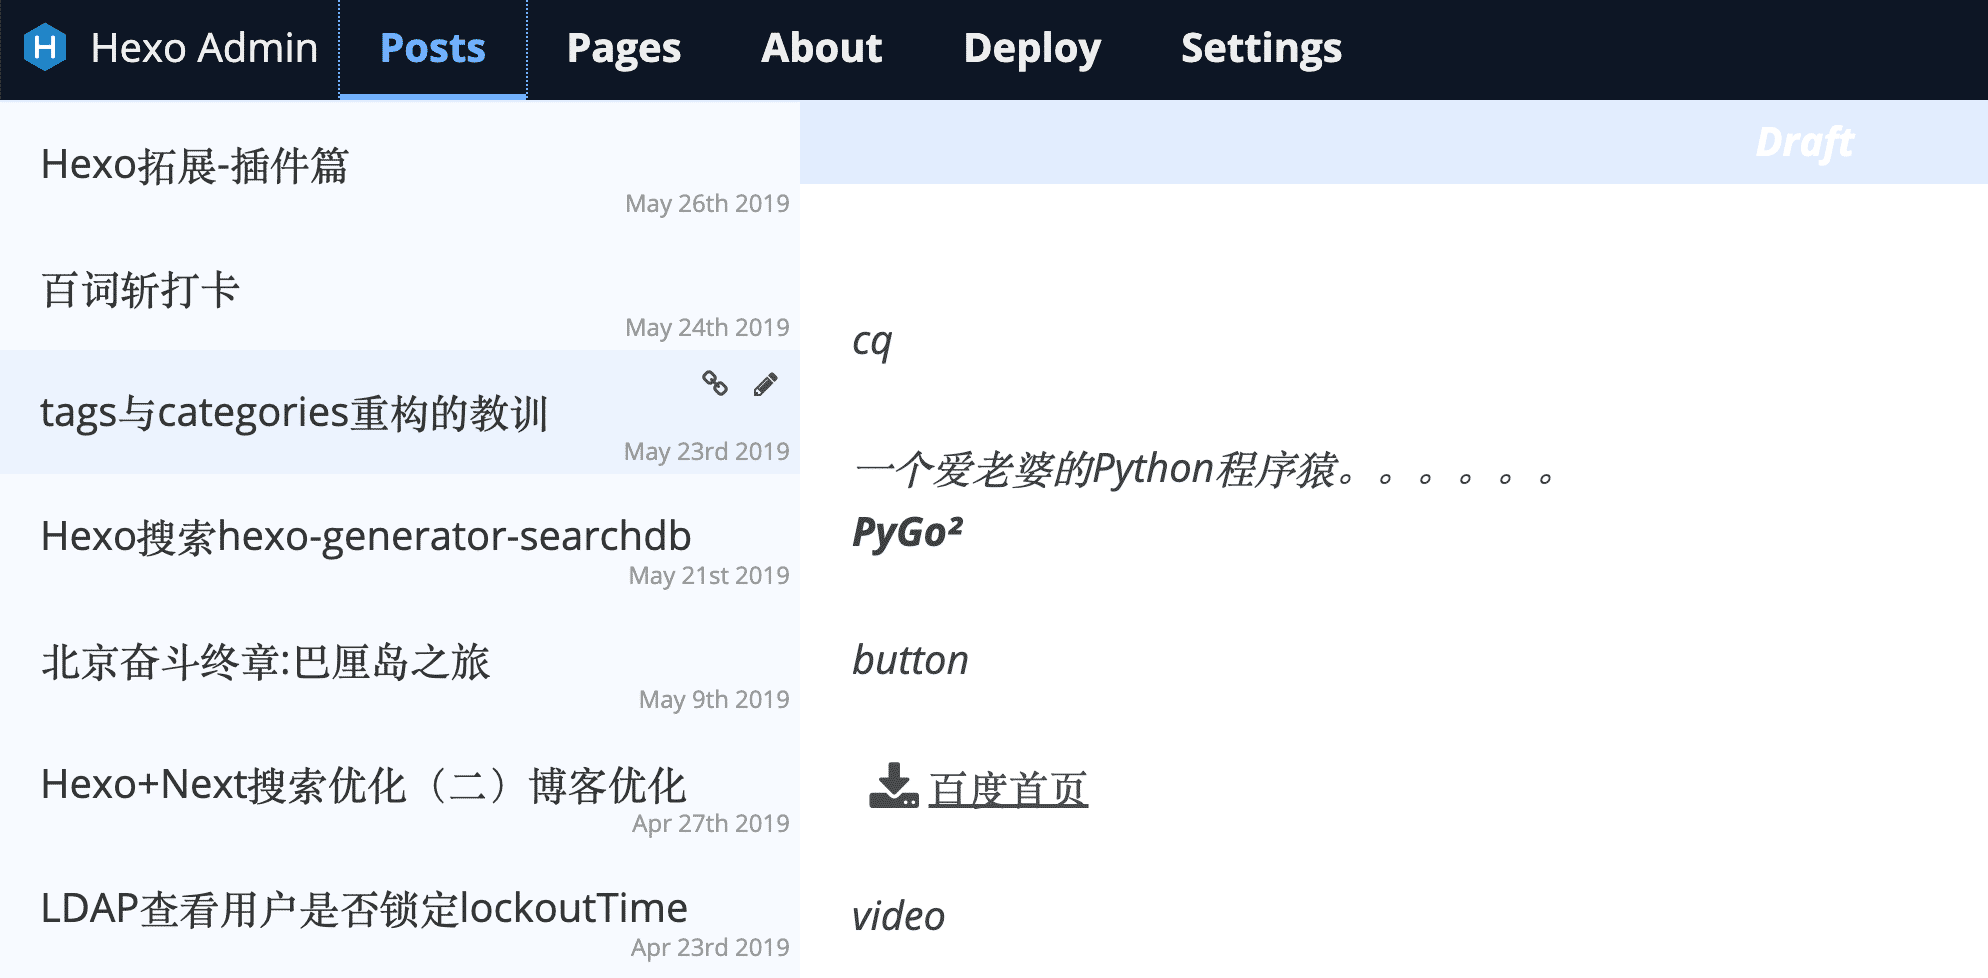 Hexo Admin Posts Pages About Deploy Settings
Hexo拓展-插件篇
May 26th 2019
百词斩打卡
May 24th 2019
tags与categories重构的教训
May 23rd 2019
Hexo搜索hexo-generator-searchdb
May 21st 2019
北京奋斗终章:巴厘岛之旅
May 9th 2019
Hexo+Next搜索优化（二）博客优化
Apr 27th 2019
LDAP查看用户是否锁定lockoutTime
Apr 23rd 2019
Draft
cq
一个爱老婆的Python程序猿。。。。。。
PyGo²
button
百度首页
video